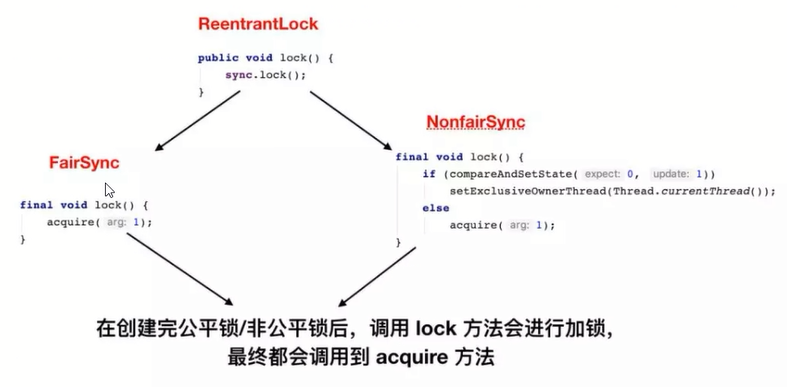 ReentrantLock
public void lock() {
sync.lock();
}
NonfairSync
final void lock() {
if (compareAndSetState( expect: 0, update: 1))
setExclusiveOwnerThread(Thread.currentThread());
else
acquire( arg: 1);
}
FairSync
final void lock() {
acquire( arg: 1);
}
在创建完公平锁/非公平锁后，调用 lock 方法会进行加锁，
最终都会调用到 acquire 方法